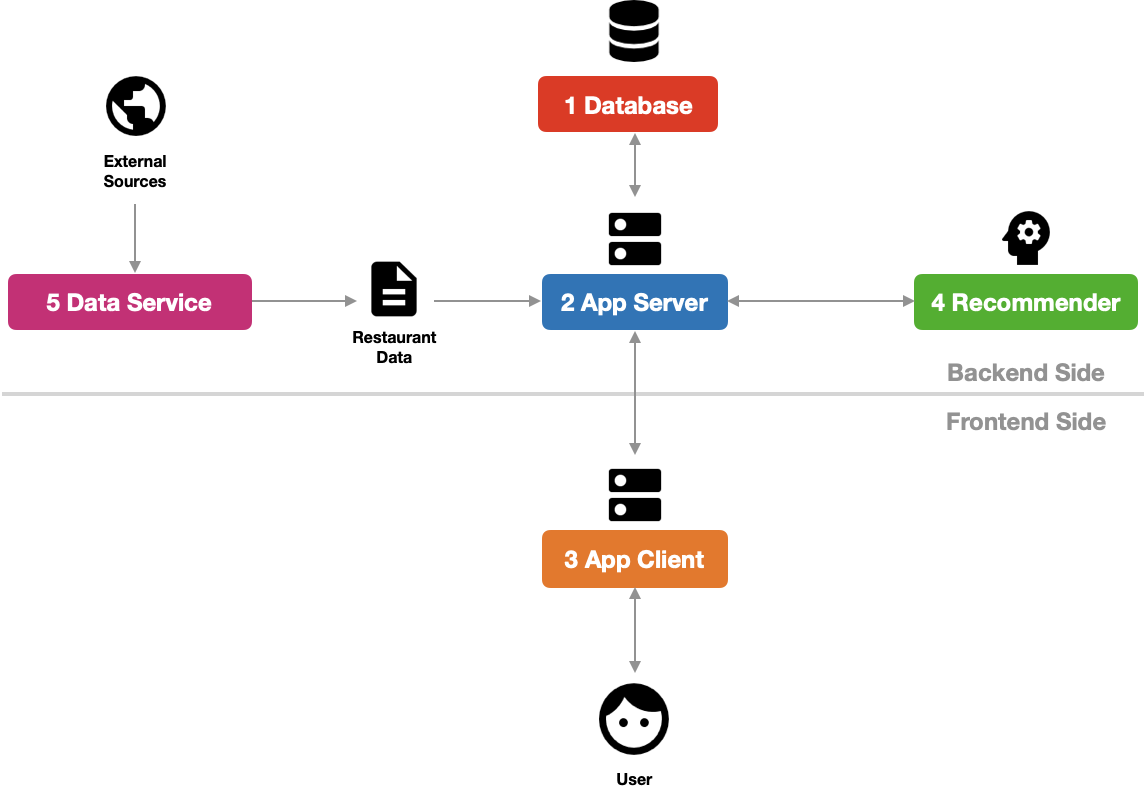 1 Database
External
Sources
5 Data Service
2 App Server
4 Recommender
Restaurant
Data
Backend Side
Frontend Side
3 App Client
User